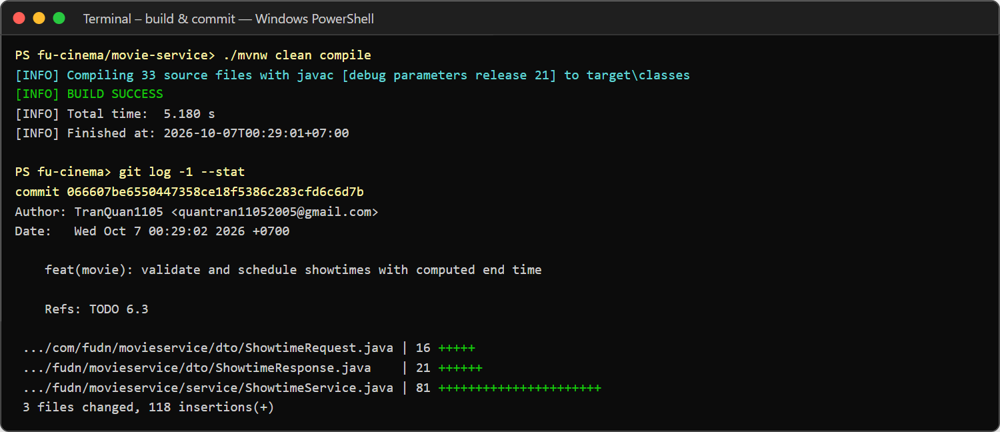 Terminal – build & commit — Windows PowerShell
PS fu-cinema/movie-service> ./mvnw clean compile
[INFO] Compiling 33 source files with javac [debug parameters release 21] to target\classes
[INFO] BUILD SUCCESS
[INFO] Total time:  5.180 s
[INFO] Finished at: 2026-10-07T00:29:01+07:00
PS fu-cinema> git log -1 --stat
commit 066607be6550447358ce18f5386c283cfd6c6d7b
Author: TranQuan1105 <quantran11052005@gmail.com>
Date:   Wed Oct 7 00:29:02 2026 +0700
feat(movie): validate and schedule showtimes with computed end time
Refs: TODO 6.3
.../com/fudn/movieservice/dto/ShowtimeRequest.java | 16 +++++
.../fudn/movieservice/dto/ShowtimeResponse.java    | 21 ++++++
.../fudn/movieservice/service/ShowtimeService.java | 81 ++++++++++++++++++++++
3 files changed, 118 insertions(+)